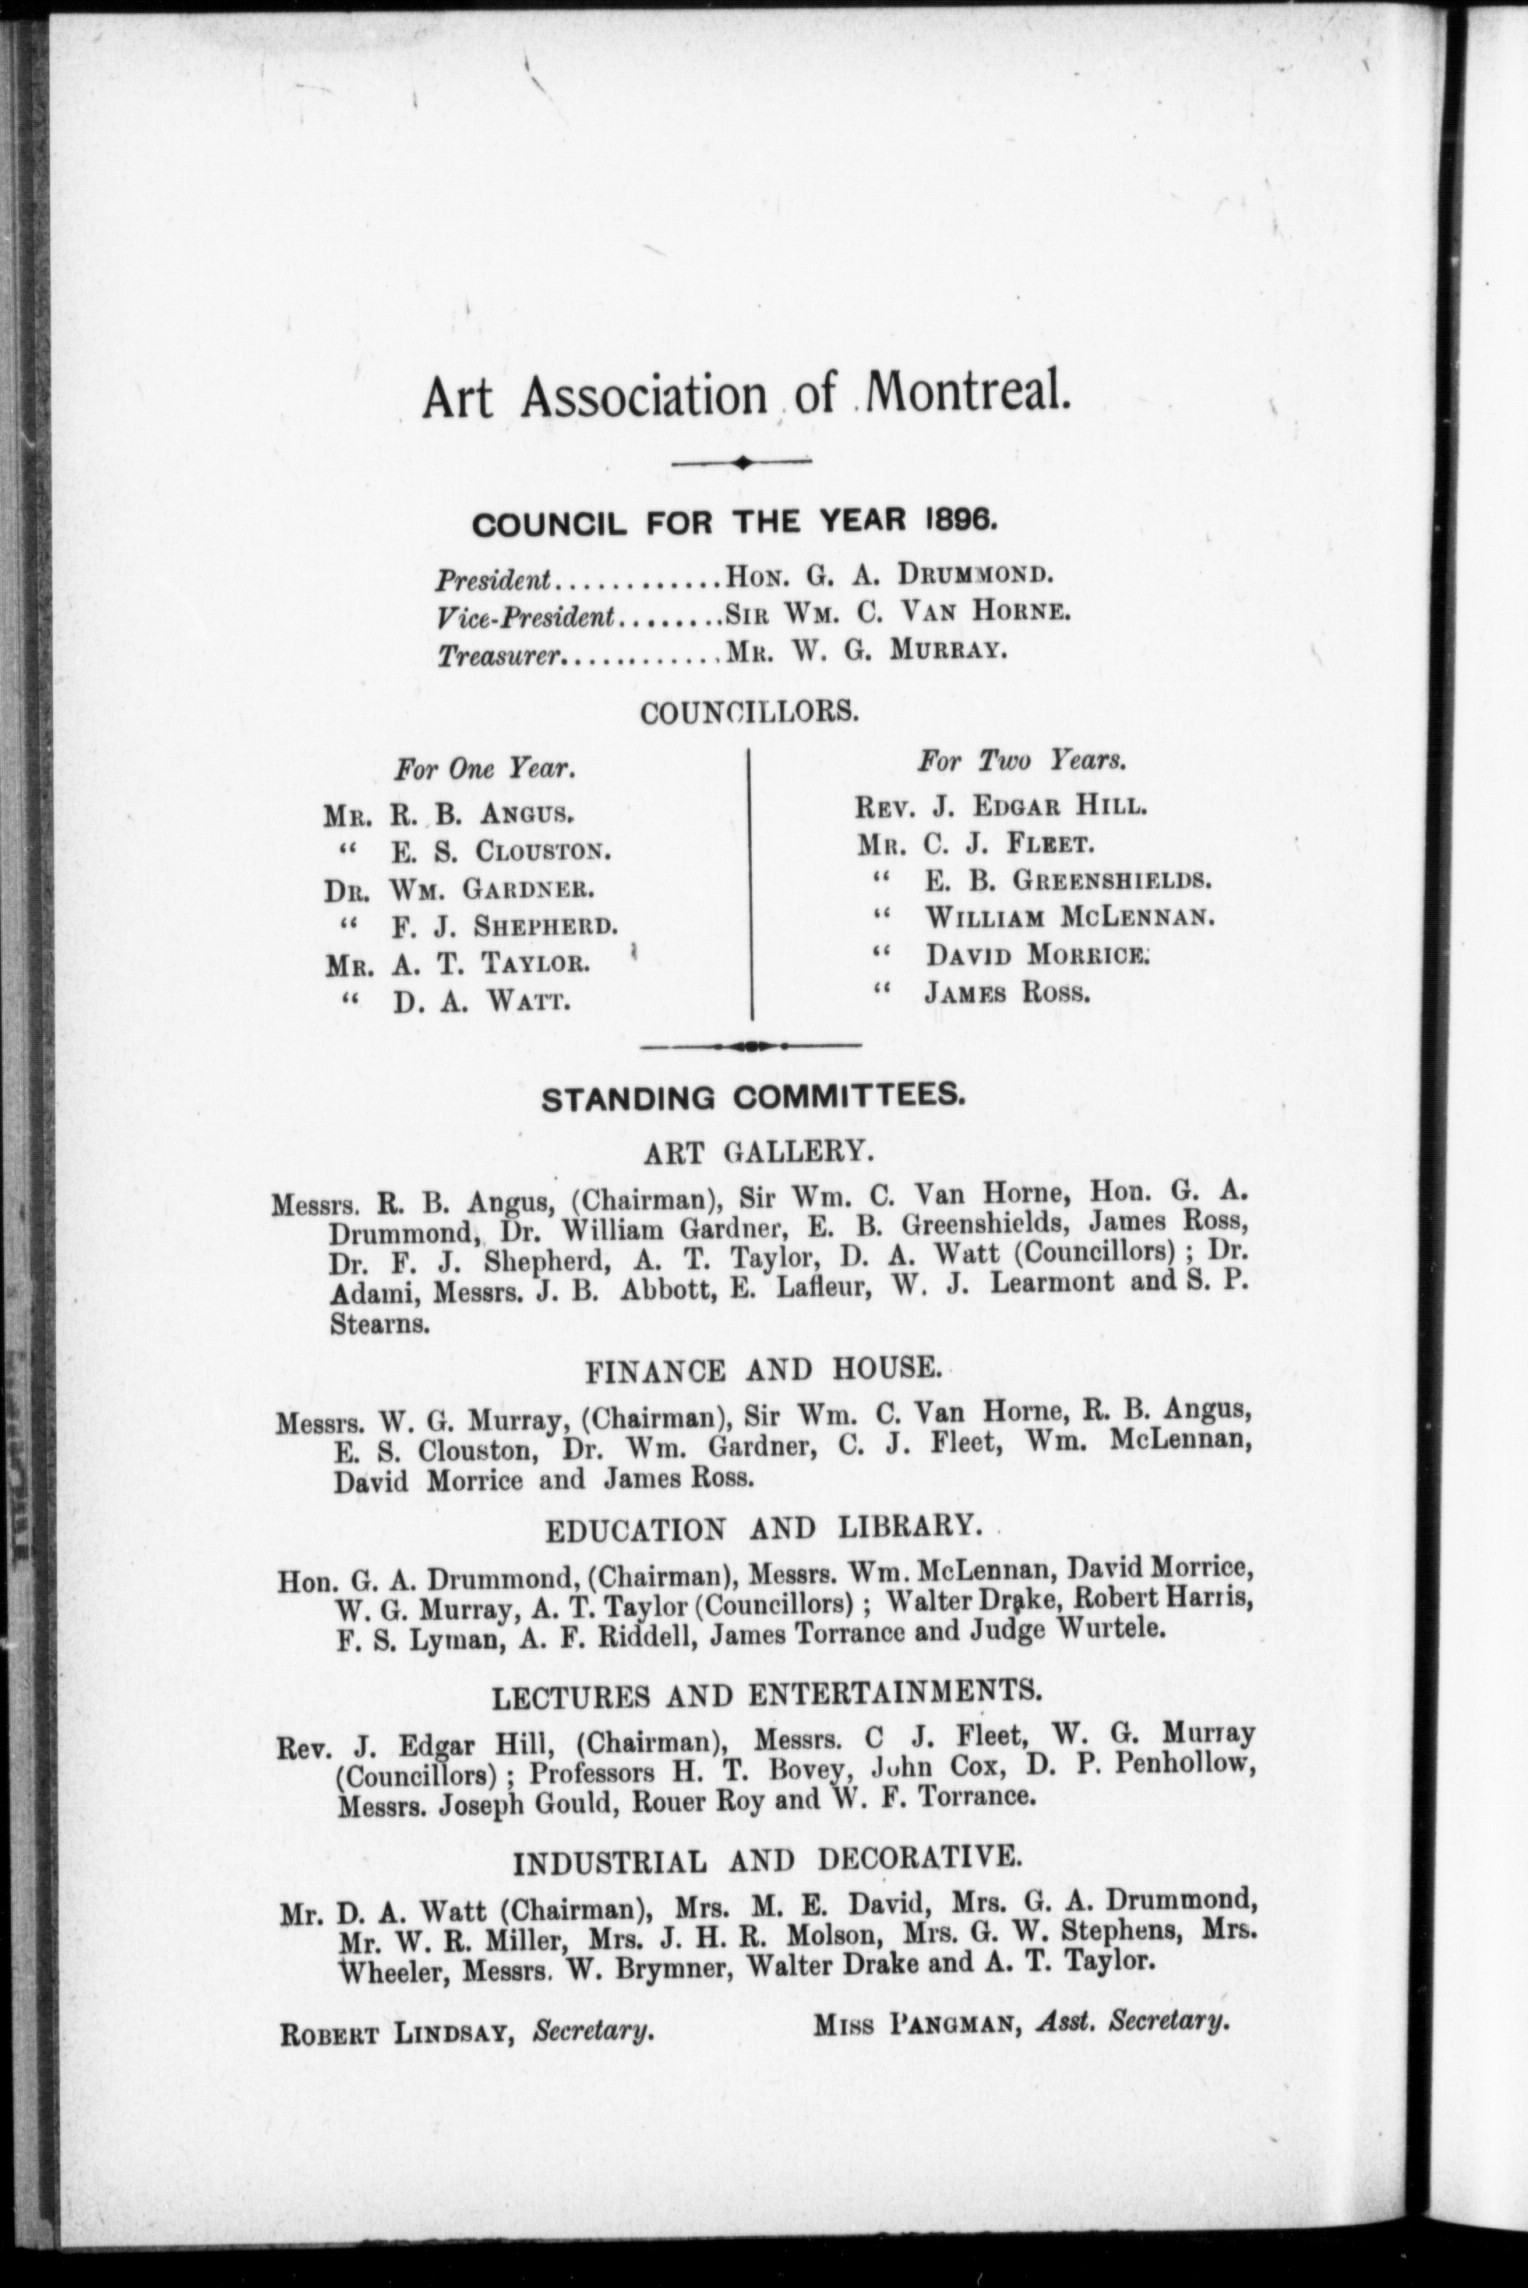 Art Association of Montreal.
COUNCIL FOR THE YEAR 1896.
President.............HON. G. A. DRUMMOND.
Vice-President........SIR WM. C. VAN HORNE.
Treasurer.............MR. W. G. MURRAY.
COUNCILLORS.
For One Year.
MR. R. B. ANGUS.
“ E. S. CLOUSTON.
DR. WM. GARDNER.
“ F. J. SHEPHERD.
MR. A. T. TAYLOR.
“ D. A. WATT.
For Two Years.
REV. J. EDGAR HILL.
MR. C. J. FLEET.
“ E. B. GREENSHIELDS.
“ WILLIAM MCLENNAN.
“ DAVID MORRICE.
“ JAMES ROSS.
STANDING COMMITTEES.
ART GALLERY.
Messrs. R. B. Angus, (Chairman), Sir Wm. C. Van Horne, Hon. G. A.
Drummond, Dr. William Gardner, E. B. Greenshields, James Ross,
Dr. F. J. Shepherd, A. T. Taylor, D. A. Watt (Councillors) ; Dr.
Adami, Messrs. J. B. Abbott, E. Lafleur, W. J. Learmont and S. P.
Stearns.
FINANCE AND HOUSE.
Messrs. W. G. Murray, (Chairman), Sir Wm. C. Van Horne, R. B. Angus,
E. S. Clouston, Dr. Wm. Gardner, C. J. Fleet, Wm. McLennan,
David Morrice and James Ross.
EDUCATION AND LIBRARY.
Hon. G. A. Drummond, (Chairman), Messrs. Wm. McLennan, David Morrice,
W. G. Murray, A. T. Taylor (Councillors) ; Walter Drake, Robert Harris,
F. S. Lyman, A. F. Riddell, James Torrance and Judge Wurtele.
LECTURES AND ENTERTAINMENTS.
Rev. J. Edgar Hill, (Chairman), Messrs. C J. Fleet, W. G. Murray
(Councillors) ; Professors H. T. Bovey, John Cox, D. P. Penhollow,
Messrs. Joseph Gould, Rouer Roy and W. F. Torrance.
INDUSTRIAL AND DECORATIVE.
Mr. D. A. Watt (Chairman), Mrs. M. E. David, Mrs. G. A. Drummond,
Mr. W. R. Miller, Mrs. J. H. R. Molson, Mrs. G. W. Stephens, Mrs.
Wheeler, Messrs. W. Brymner, Walter Drake and A. T. Taylor.
ROBERT LINDSAY, Secretary. MISS PANGMAN, Asst. Secretary.